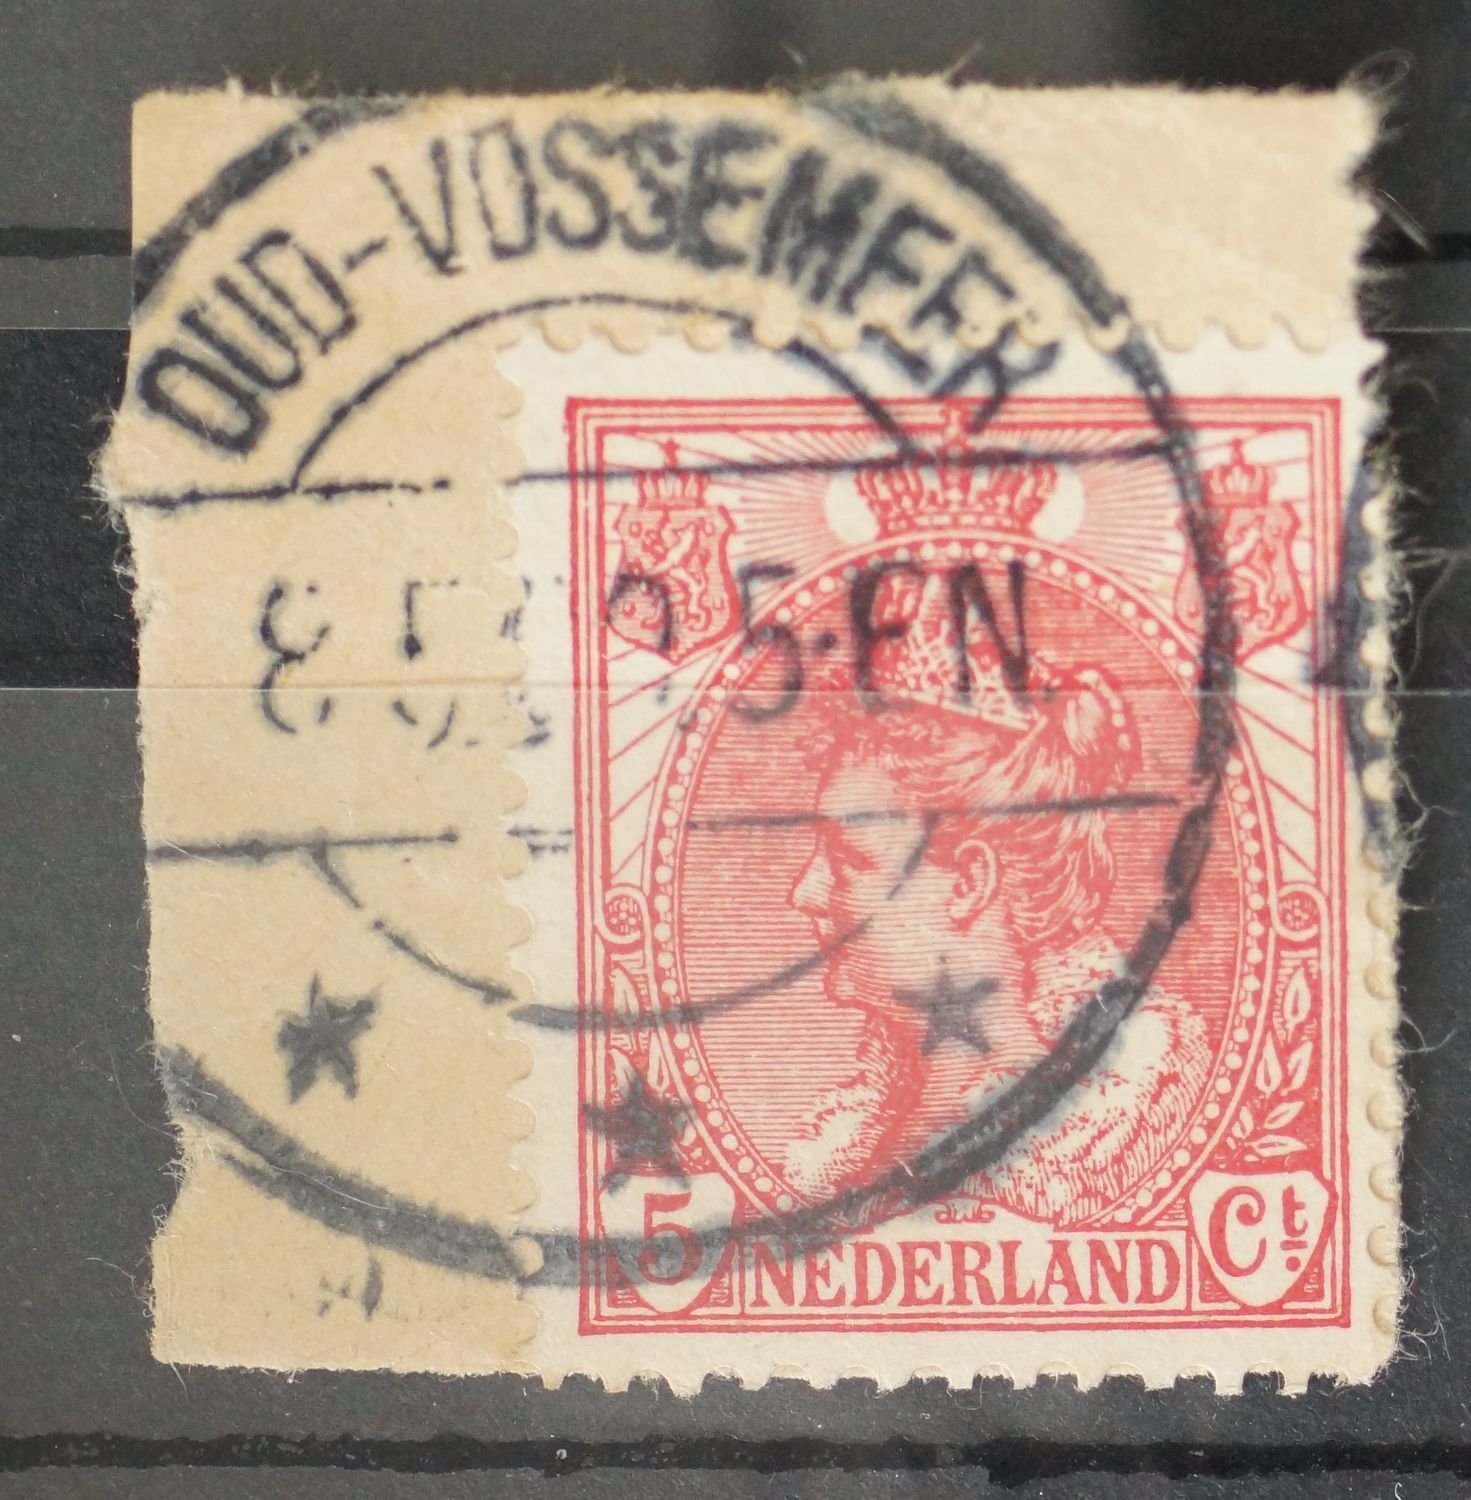 OUD-VOSSEMEER
5-6N.
5 NEDERLAND Ct.